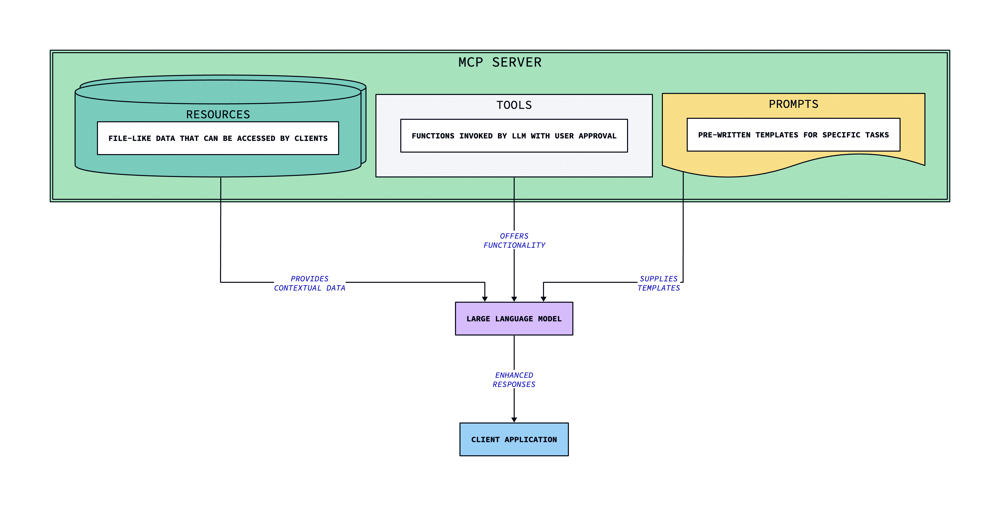 MCP SERVER
RESOURCES
FILE-LIKE DATA THAT CAN BE ACCESSED BY CLIENTS
TOOLS
FUNCTIONS INVOKED BY LLM WITH USER APPROVAL
PROMPTS
PRE-WRITTEN TEMPLATES FOR SPECIFIC TASKS
OFFERS
FUNCTIONALITY
PROVIDES
CONTEXTUAL DATA
SUPPLIES
TEMPLATES
LARGE LANGUAGE MODEL
ENHANCED
RESPONSES
CLIENT APPLICATION